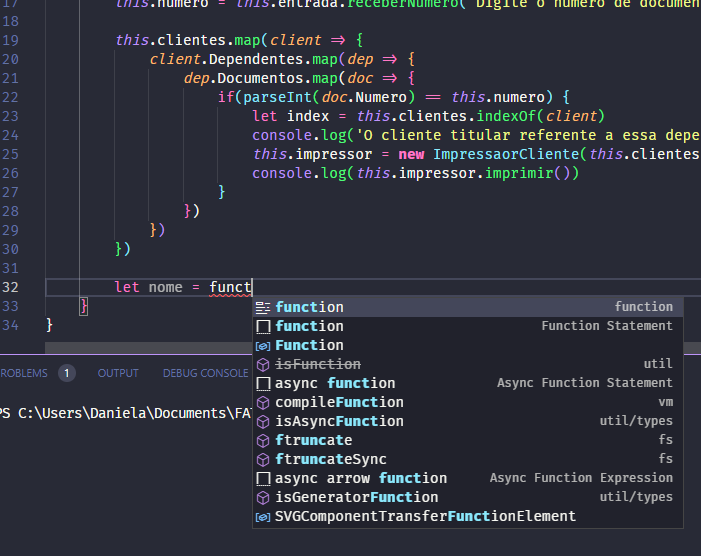 17 this.numero = this.entrada.receberNumero(`Digite o número de documen
18
19 this.clientes.map(client => {
20 client.Dependentes.map(dep => {
21 dep.Documentos.map(doc => {
22 if(parseInt(doc.Numero) == this.numero) {
23 let index = this.clientes.indexOf(client)
24 console.log('O cliente titular referente a essa depe
25 this.impressor = new ImpressaorCliente(this.clientes
26 console.log(this.impressor.imprimir())
27 }
28 })
29 })
30 })
31
32 let nome = funct
33 }
34 }
function function
function Function Statement
Function
isFunction util
async function Async Function Statement
compileFunction vm
isAsyncFunction util/types
ftruncate fs
ftruncateSync fs
async arrow function Async Function Expression
isGeneratorFunction util/types
SVGComponentTransferFunctionElement
ROBLEMS 1 OUTPUT DEBUG CONSOLE
PS C:\Users\Daniela\Documents\FA